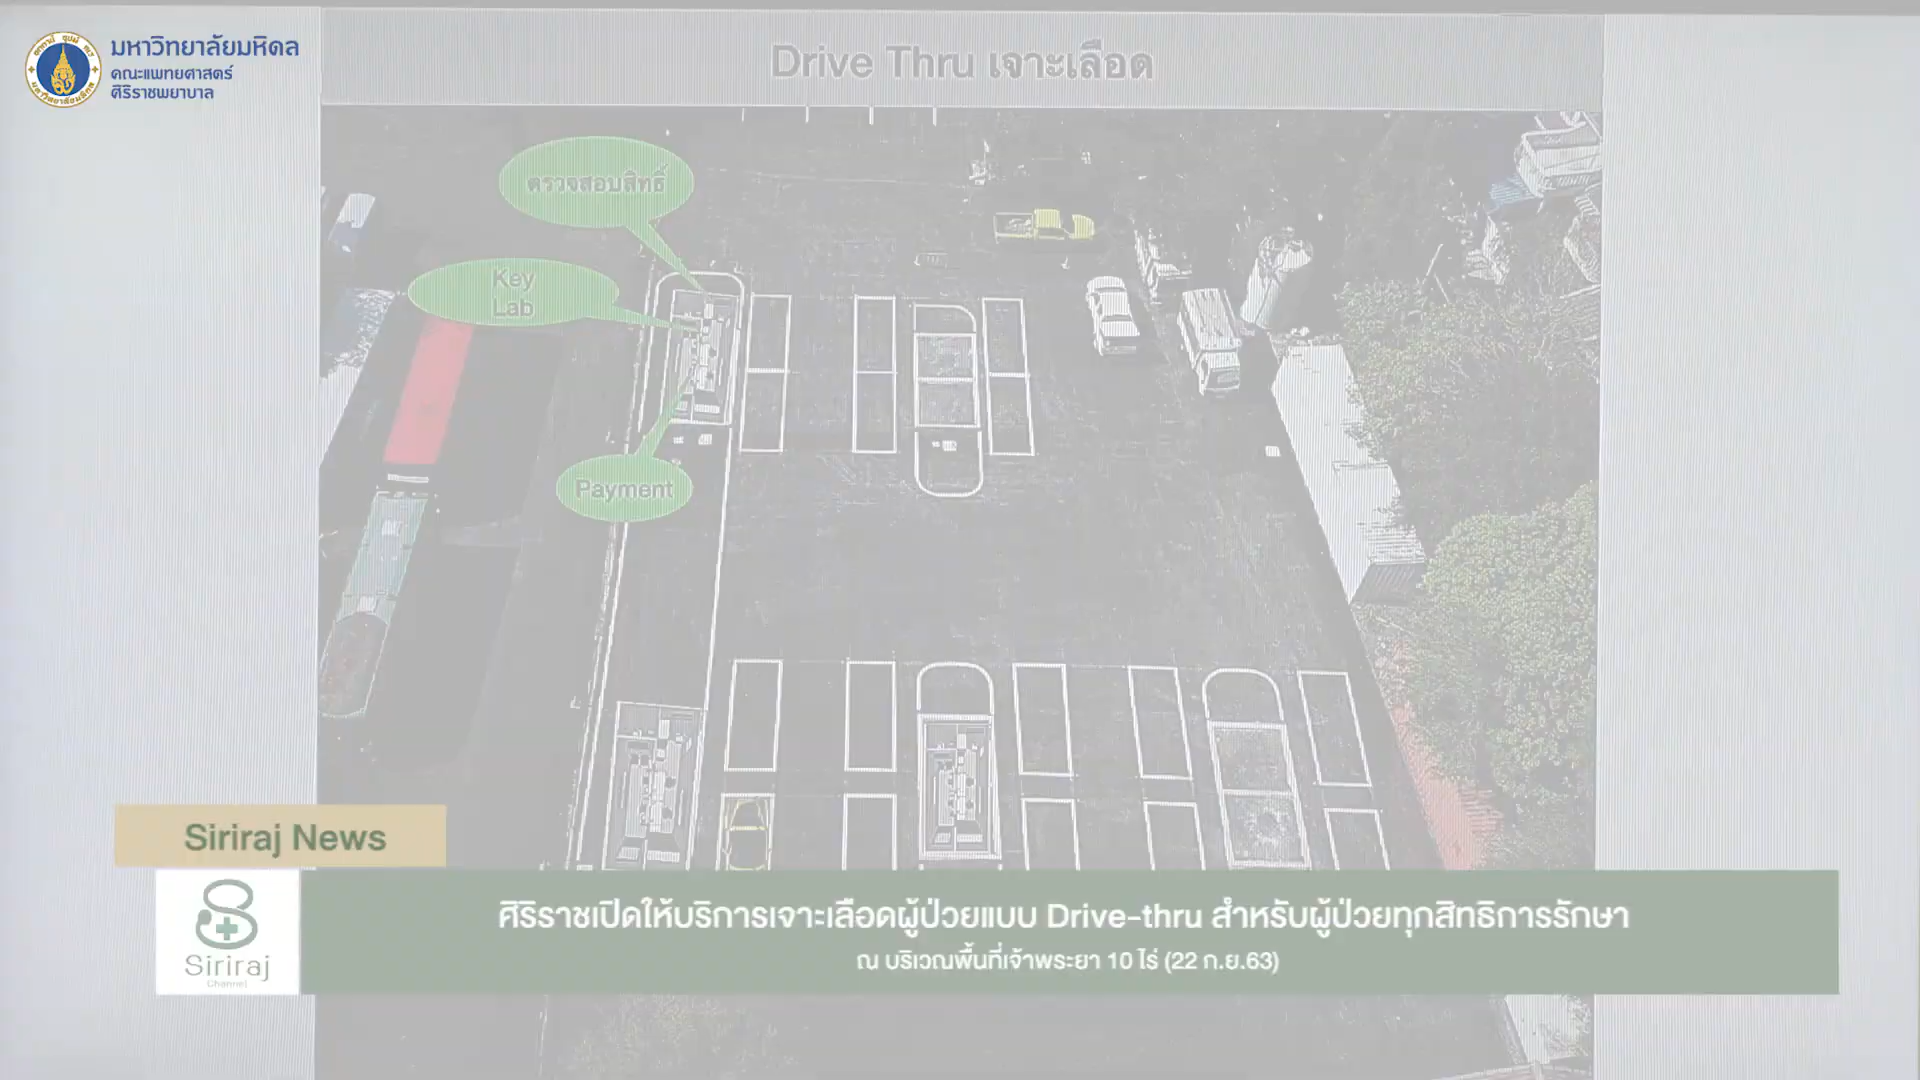 มหาวิทยาลัยมหิดล
คณะแพทยศาสตร์
ศิริราชพยาบาล
Drive Thru เจาะเลือด
ตรวจสอบสิทธิ์
Key
Lab
Payment
Siriraj News
Siriraj
Channel
ศิริราชเปิดให้บริการเจาะเลือดผู้ป่วยแบบ Drive-thru สำหรับผู้ป่วยทุกสิทธิการรักษา
ณ บริเวณพื้นที่เจ้าพระยา 10 ไร่ (22 ก.ย.63)